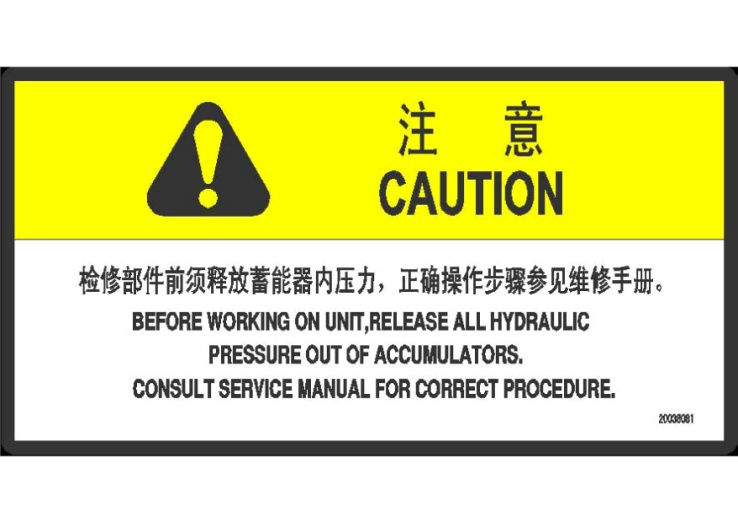 注 意
CAUTION
检修部件前须释放蓄能器内压力，正确操作步骤参见维修手册。
BEFORE WORKING ON UNIT,RELEASE ALL HYDRAULIC
PRESSURE OUT OF ACCUMULATORS.
CONSULT SERVICE MANUAL FOR CORRECT PROCEDURE.
20038081